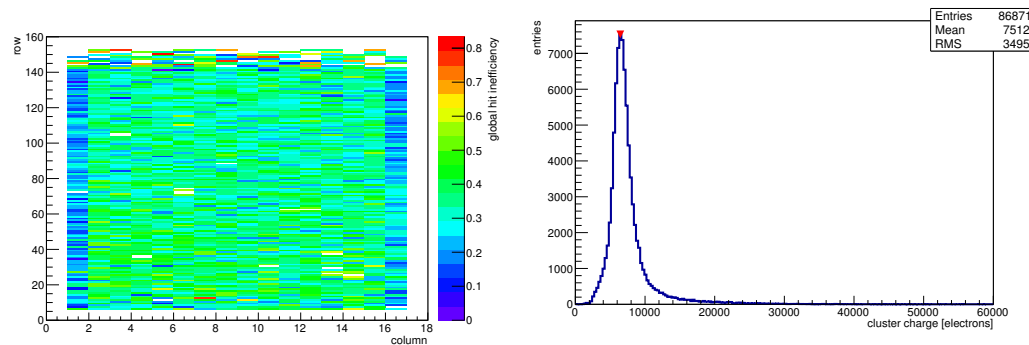 row
160
140
120
100
80
60
40
20
0
0 2 4 6 8 10 12 14 16 18
column
0.8
0.7
0.6
0.5
0.4
0.3
0.2
0.1
0
global hit inefficiency
Entries 86871
Mean 7512
RMS 3495
entries
7000
6000
5000
4000
3000
2000
1000
0
0 10000 20000 30000 40000 50000 60000
cluster charge [electrons]